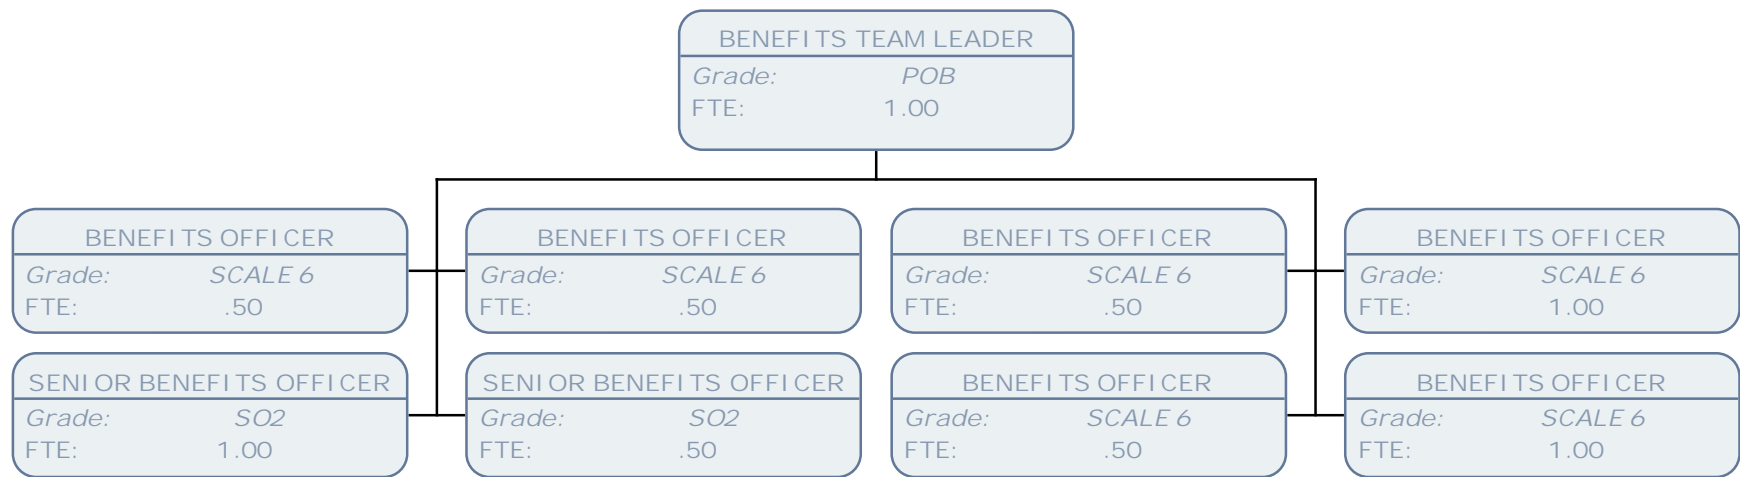 BENEFITS TEAM LEADER
Grade: POB
FTE: 1.00
BENEFITS OFFICER
Grade: SCALE 6
FTE: .50
BENEFITS OFFICER
Grade: SCALE 6
FTE: .50
BENEFITS OFFICER
Grade: SCALE 6
FTE: .50
BENEFITS OFFICER
Grade: SCALE 6
FTE: 1.00
SENIOR BENEFITS OFFICER
Grade: SO2
FTE: 1.00
SENIOR BENEFITS OFFICER
Grade: SO2
FTE: .50
BENEFITS OFFICER
Grade: SCALE 6
FTE: .50
BENEFITS OFFICER
Grade: SCALE 6
FTE: 1.00